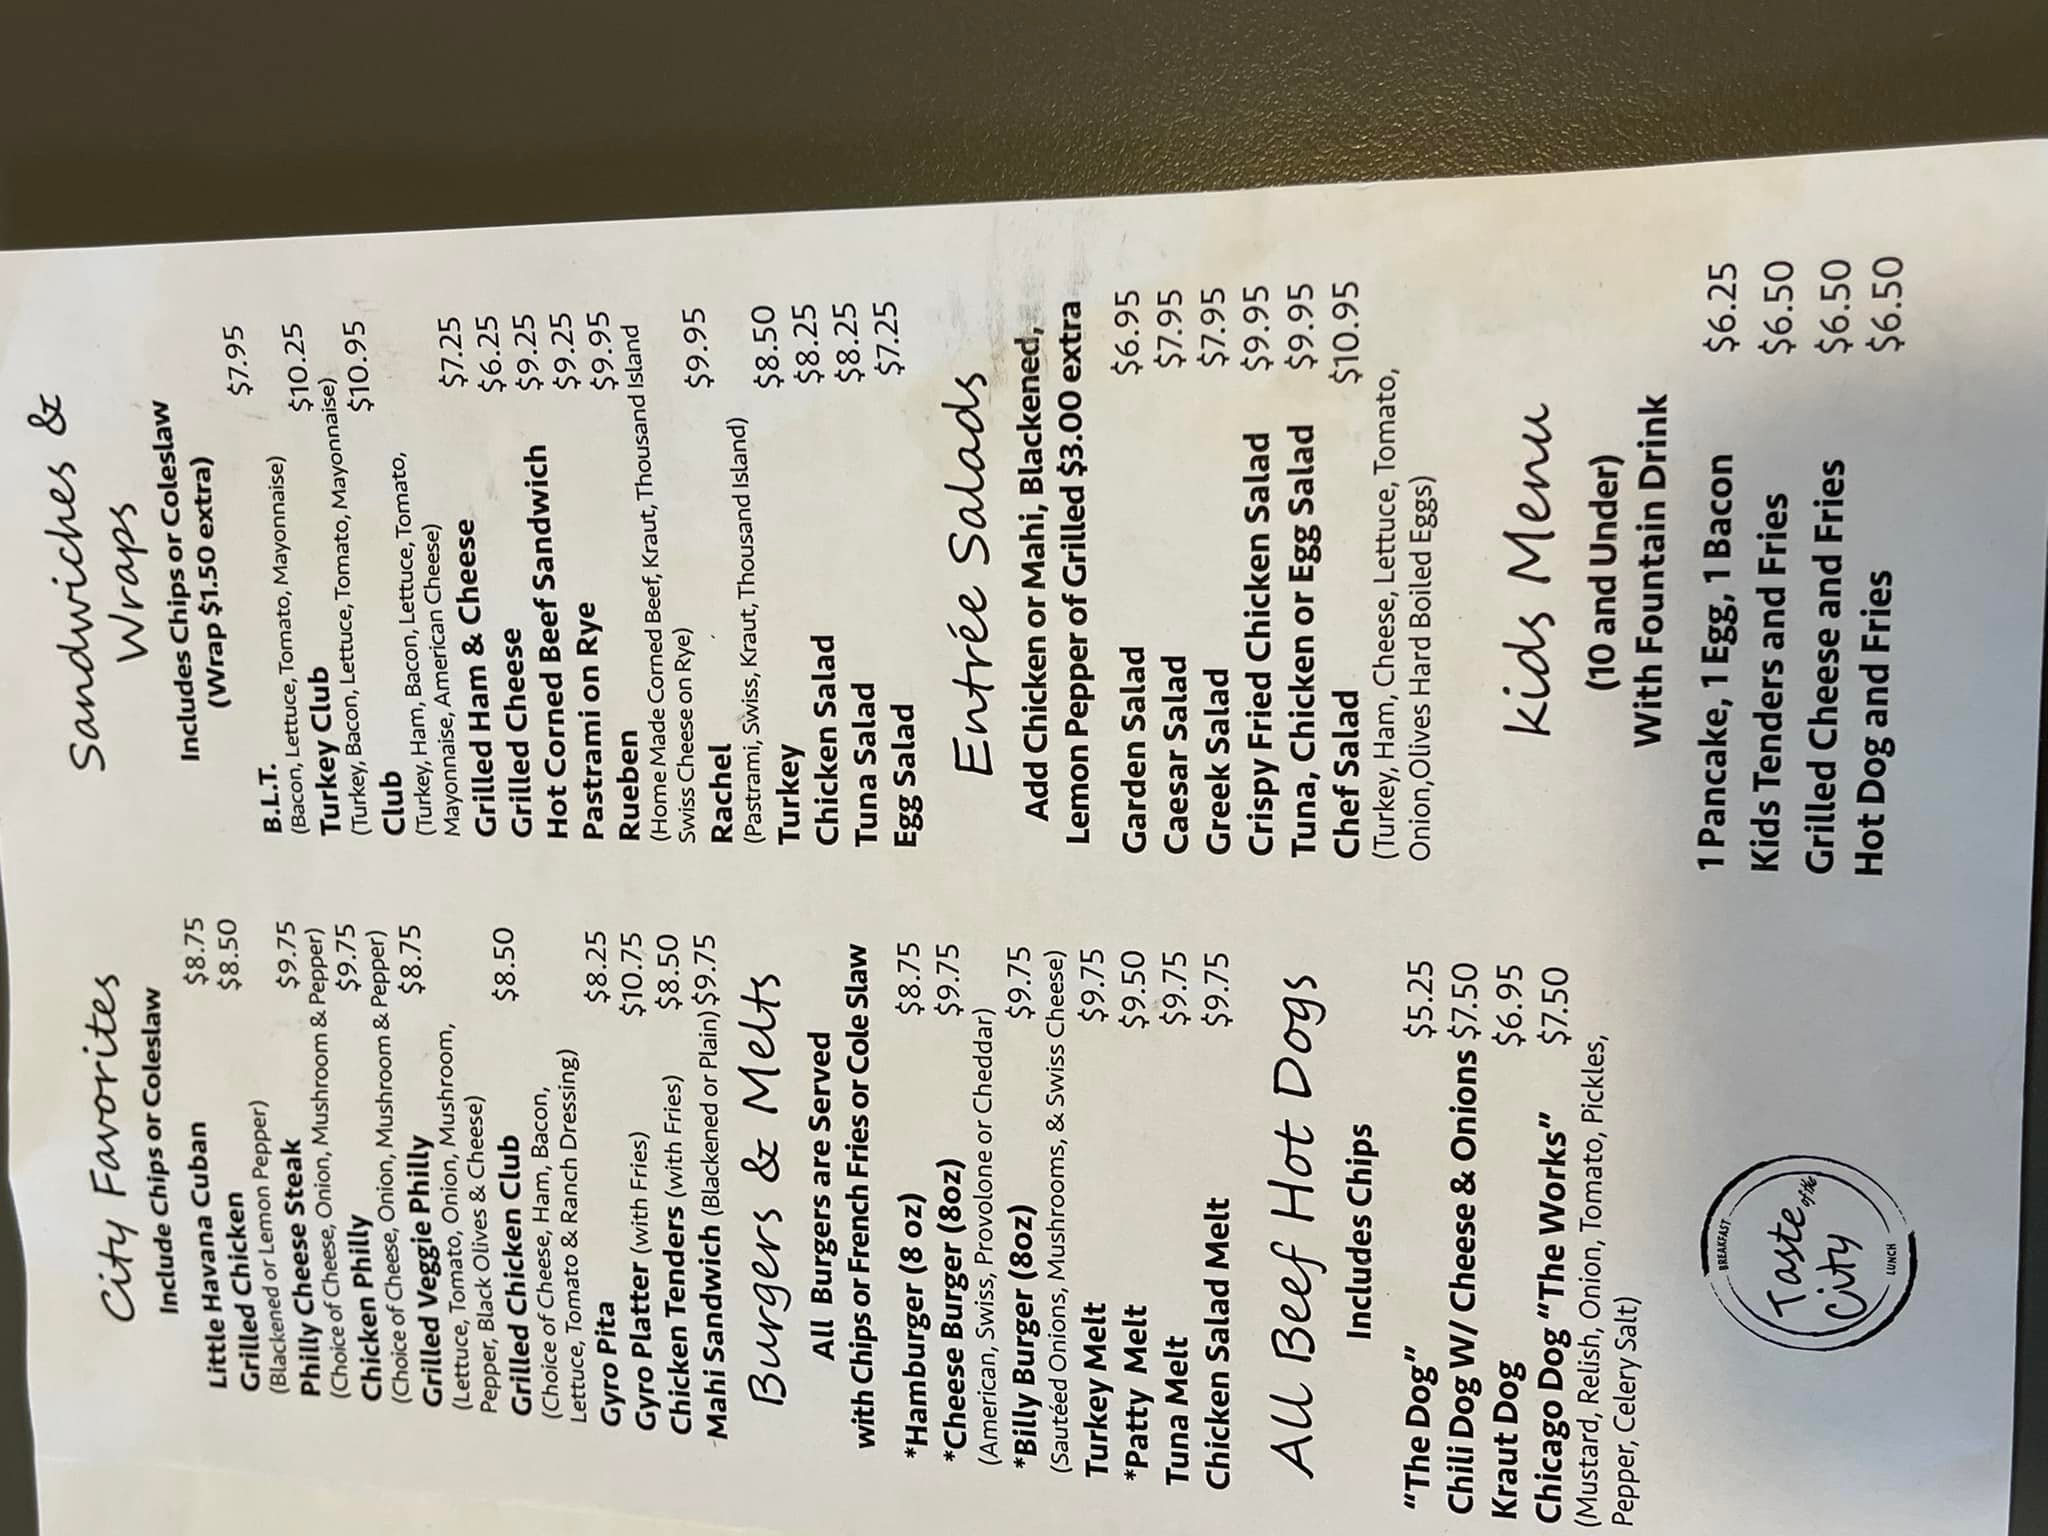 City Favorites
Include Chips or Coleslaw
Little Havana Cuban $8.75
Grilled Chicken $8.50
(Blackened or Lemon Pepper)
Philly Cheese Steak $9.75
(Choice of Cheese, Onion, Mushroom & Pepper)
Chicken Philly $9.75
(Choice of Cheese, Onion, Mushroom & Pepper)
Grilled Veggie Philly $8.75
(Lettuce, Tomato, Onion, Mushroom,
Pepper, Black Olives & Cheese)
Grilled Chicken Club $8.50
(Choice of Cheese, Ham, Bacon,
Lettuce, Tomato & Ranch Dressing)
Gyro Pita $8.25
Gyro Platter (with Fries) $10.75
Chicken Tenders (with Fries) $8.50
Mahi Sandwich (Blackened or Plain) $9.75
Burgers & Melts
All Burgers are Served
with Chips or French Fries or Cole Slaw
*Hamburger (8 oz) $8.75
*Cheese Burger (8oz) $9.75
(American, Swiss, Provolone or Cheddar)
*Billy Burger (8oz) $9.75
(Sautéed Onions, Mushrooms, & Swiss Cheese)
Turkey Melt $9.75
*Patty Melt $9.50
Tuna Melt $9.75
Chicken Salad Melt $9.75
All Beef Hot Dogs
Includes Chips
"The Dog" $5.25
Chili Dog W/ Cheese & Onions $7.50
Kraut Dog $6.95
Chicago Dog "The Works" $7.50
(Mustard, Relish, Onion, Tomato, Pickles,
Pepper, Celery Salt)
BREAKFAST
Taste of the
City
LUNCH
Sandwiches &
Wraps
Includes Chips or Coleslaw
(Wrap $1.50 extra)
B.L.T. $7.95
(Bacon, Lettuce, Tomato, Mayonnaise)
Turkey Club $10.25
(Turkey, Bacon, Lettuce, Tomato, Mayonnaise)
Club $10.95
(Turkey, Ham, Bacon, Lettuce, Tomato,
Mayonnaise, American Cheese)
Grilled Ham & Cheese $7.25
Grilled Cheese $6.25
Hot Corned Beef Sandwich $9.25
Pastrami on Rye $9.25
Rueben $9.95
(Home Made Corned Beef, Kraut, Thousand Island
Swiss Cheese on Rye)
Rachel $9.95
(Pastrami, Swiss, Kraut, Thousand Island)
Turkey $8.50
Chicken Salad $8.25
Tuna Salad $8.25
Egg Salad $7.25
Entrée Salads
Add Chicken or Mahi, Blackened,
Lemon Pepper of Grilled $3.00 extra
Garden Salad $6.95
Caesar Salad $7.95
Greek Salad $7.95
Crispy Fried Chicken Salad $9.95
Tuna, Chicken or Egg Salad $9.95
Chef Salad $10.95
(Turkey, Ham, Cheese, Lettuce, Tomato,
Onion,Olives Hard Boiled Eggs)
Kids Menu
(10 and Under)
With Fountain Drink
1 Pancake, 1 Egg, 1 Bacon $6.25
Kids Tenders and Fries $6.50
Grilled Cheese and Fries $6.50
Hot Dog and Fries $6.50